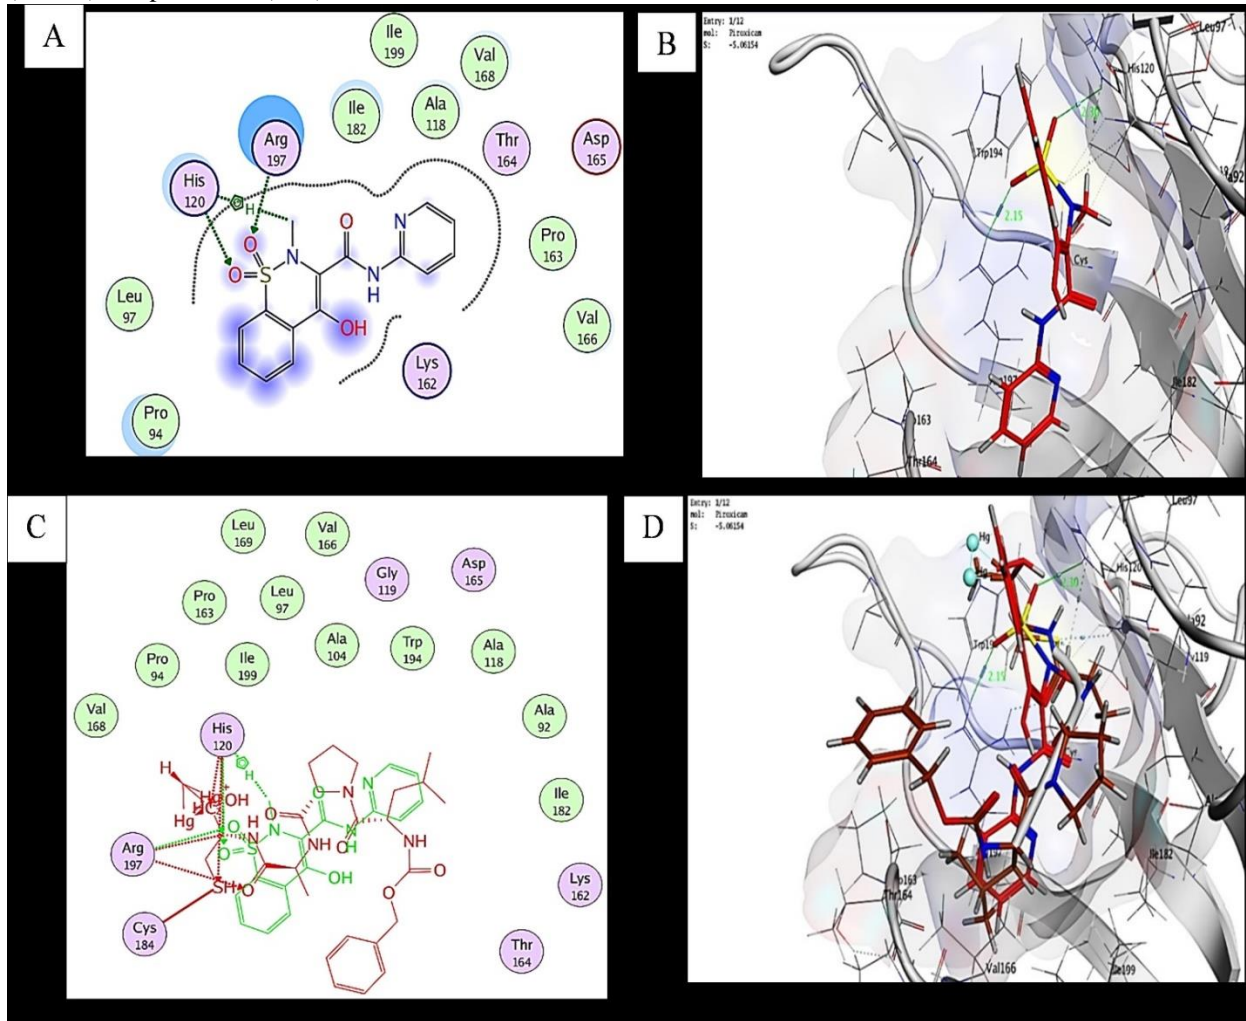 A
Ile
199
Val
168
Ile
182
Ala
118
Arg
197
Thr
164
Asp
165
His
120
H
O
N
O
S
N
O
N
H
OH
Pro
163
Leu
97
Val
166
Lys
162
Pro
94
B
Entry: 1/12
mol: Piroxicam
S: -5.06154
Leu97
His120
Trp194
2.15
Cys
Ile182
Thr164
C
Leu
169
Val
166
Gly
119
Asp
165
Pro
163
Leu
97
Pro
94
Ile
199
Ala
104
Trp
194
Ala
118
Val
168
His
120
Ala
92
H
H
Hg
OH
Hg
O
N
O
N
H
O
O
N
NH
O
NH
H
Ile
182
Arg
197
SH
OH
O
O
Lys
162
Cys
184
Thr
164
D
Entry: 1/12
mol: Piroxicam
S: -5.06154
Hg
Leu97
His120
2.15
Ile182
Thr164
Val166